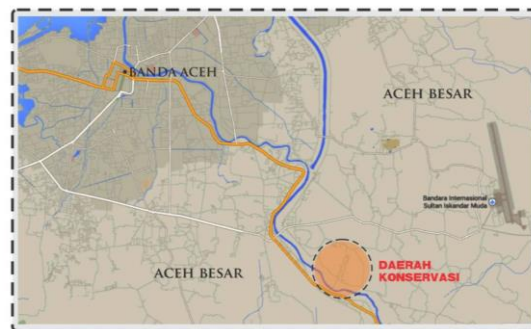 BANDA ACEH
ACEH BESAR
Bandara Internasional
Sultan Iskandar Muda
ACEH BESAR
DAERAH
KONSERVASI